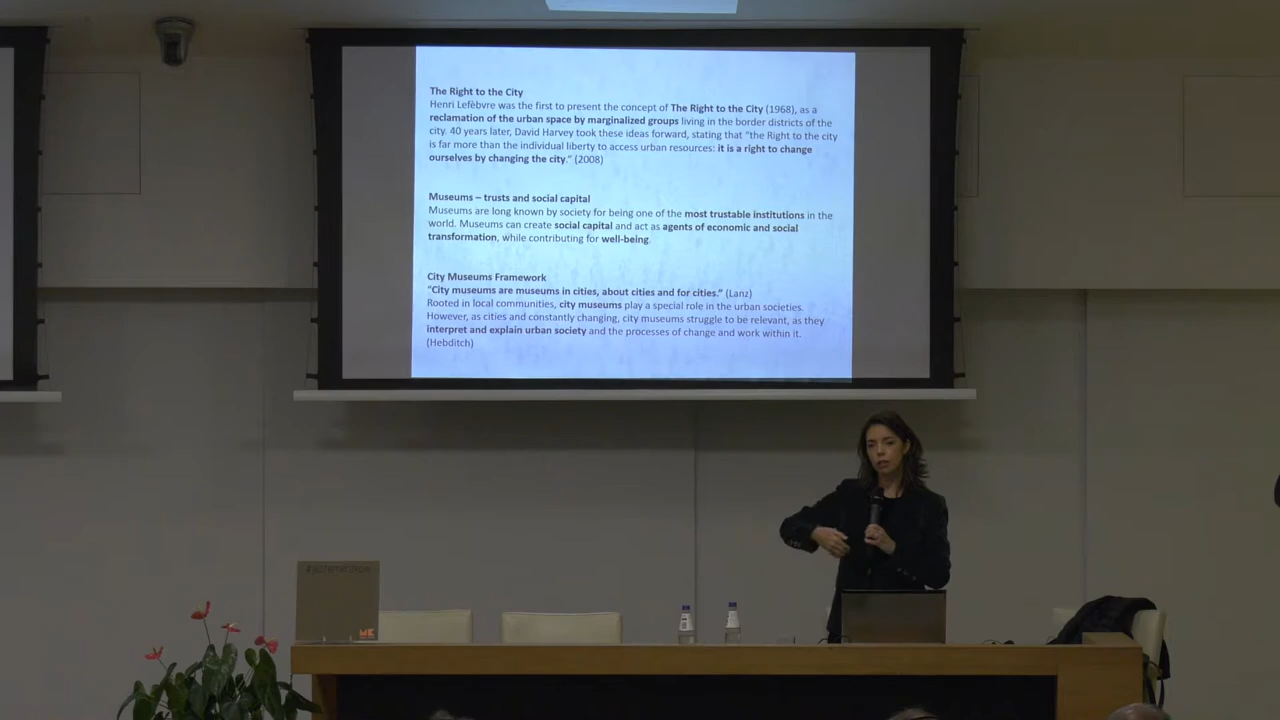 The Right to the City
Henri Lefèbvre was the first to present the concept of The Right to the City (1968), as a
reclamation of the urban space by marginalized groups living in the border districts of the
city. 40 years later, David Harvey took these ideas forward, stating that “the Right to the city
is far more than the individual liberty to access urban resources: it is a right to change
ourselves by changing the city.” (2008)
Museums – trusts and social capital
Museums are long known by society for being one of the most trustable institutions in the
world. Museums can create social capital and act as agents of economic and social
transformation, while contributing for well-being.
City Museums Framework
“City museums are museums in cities, about cities and for cities.” (Lanz)
Rooted in local communities, city museums play a special role in the urban societies.
However, as cities and constantly changing, city museums struggle to be relevant, as they
interpret and explain urban society and the processes of change and work within it.
(Hebditch)